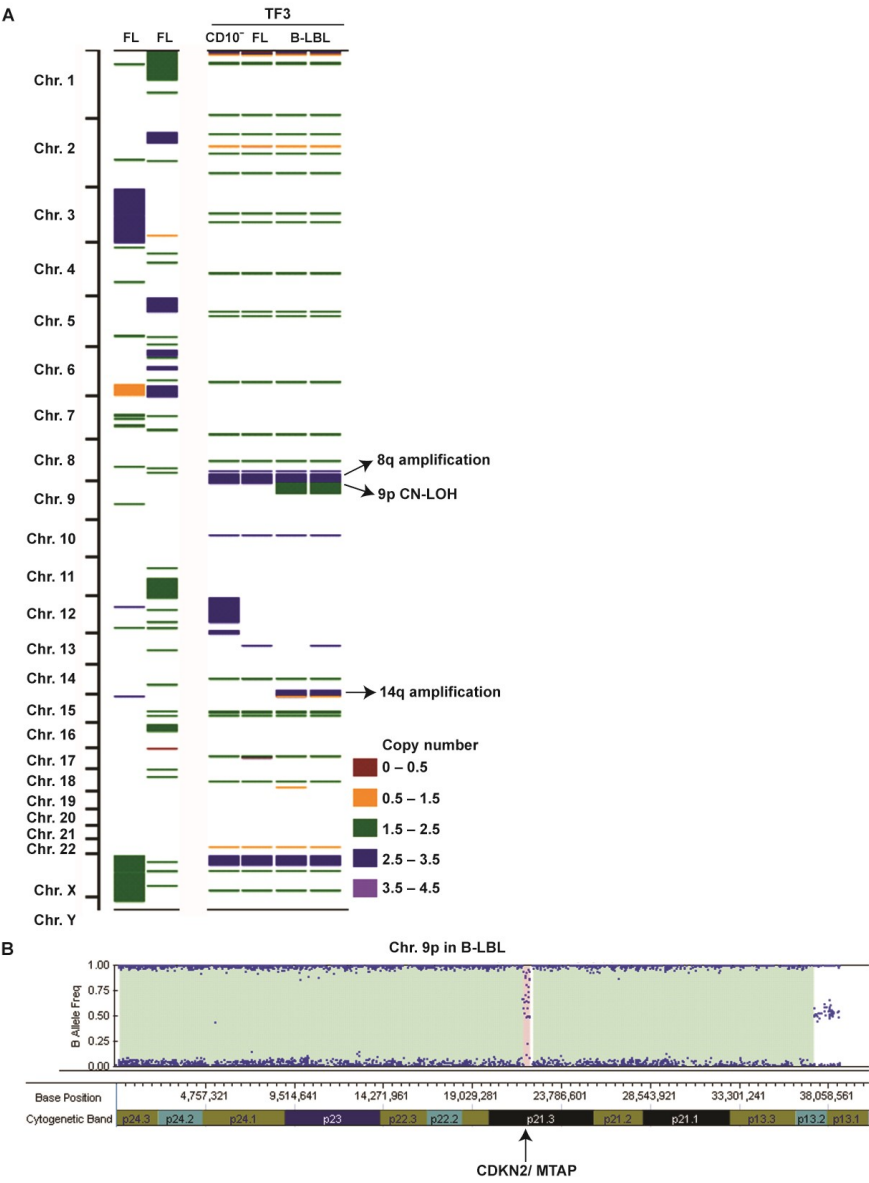 A
TF3
FL FL CD10⁻ FL B-LBL
Chr. 1
Chr. 2
Chr. 3
Chr. 4
Chr. 5
Chr. 6
Chr. 7
Chr. 8
8q amplification
Chr. 9
9p CN-LOH
Chr. 10
Chr. 11
Chr. 12
Chr. 13
Chr. 14
14q amplification
Chr. 15
Chr. 16
Chr. 17
Chr. 18
Chr. 19
Chr. 20
Chr. 21
Chr. 22
Chr. X
Chr. Y
Copy number
0 – 0.5
0.5 – 1.5
1.5 – 2.5
2.5 – 3.5
3.5 – 4.5
B
Chr. 9p in B-LBL
B Allele Freq
1.00
0.75
0.50
0.25
0.00
Base Position 4,757,321 9,514,641 14,271,961 19,029,281 23,786,601 28,543,921 33,301,241 38,058,561
Cytogenetic Band p24.3 p24.2 p24.1 p23 p22.3 p22.2 p21.3 p21.2 p21.1 p13.3 p13.2 p13.1
CDKN2/ MTAP